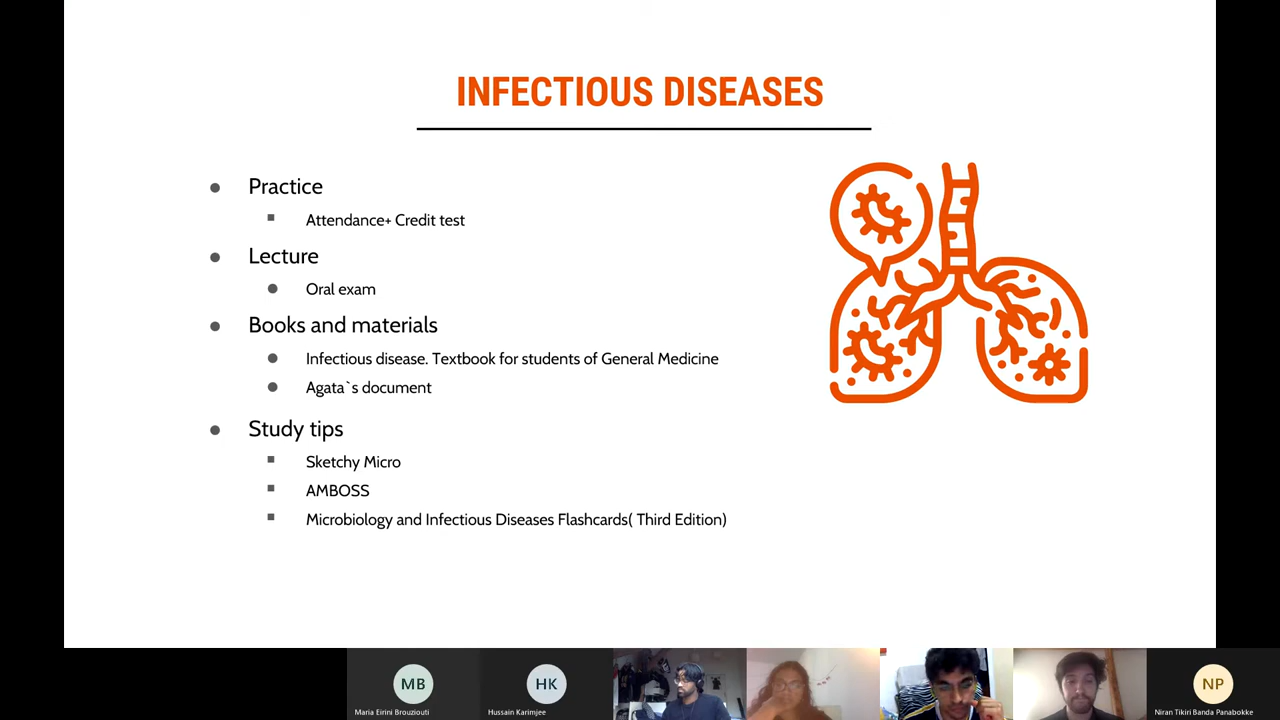 INFECTIOUS DISEASES
Practice
Attendance+ Credit test
Lecture
Oral exam
Books and materials
Infectious disease. Textbook for students of General Medicine
Agata`s document
Study tips
Sketchy Micro
AMBOSS
Microbiology and Infectious Diseases Flashcards( Third Edition)
MB
HK
NP
Maria Eirini Brouziouti
Hussain Karimjee
Niran Tikiri Banda Panabokke